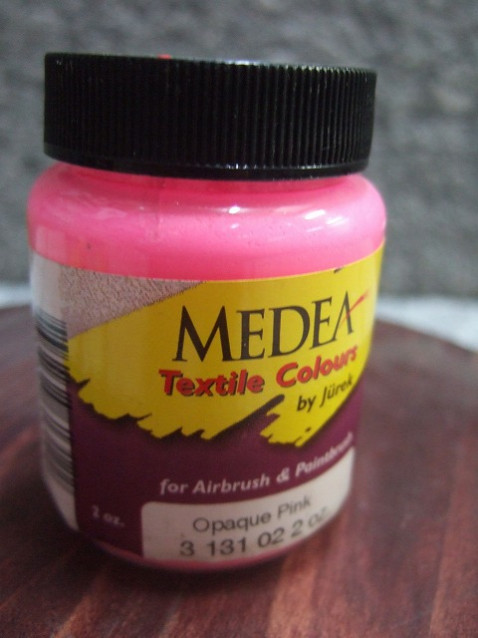 MEDEA
Textile Colours
by Jürek
for Airbrush & Paintbrush
2 oz.
Opaque Pink
3 131 02 2 oz.